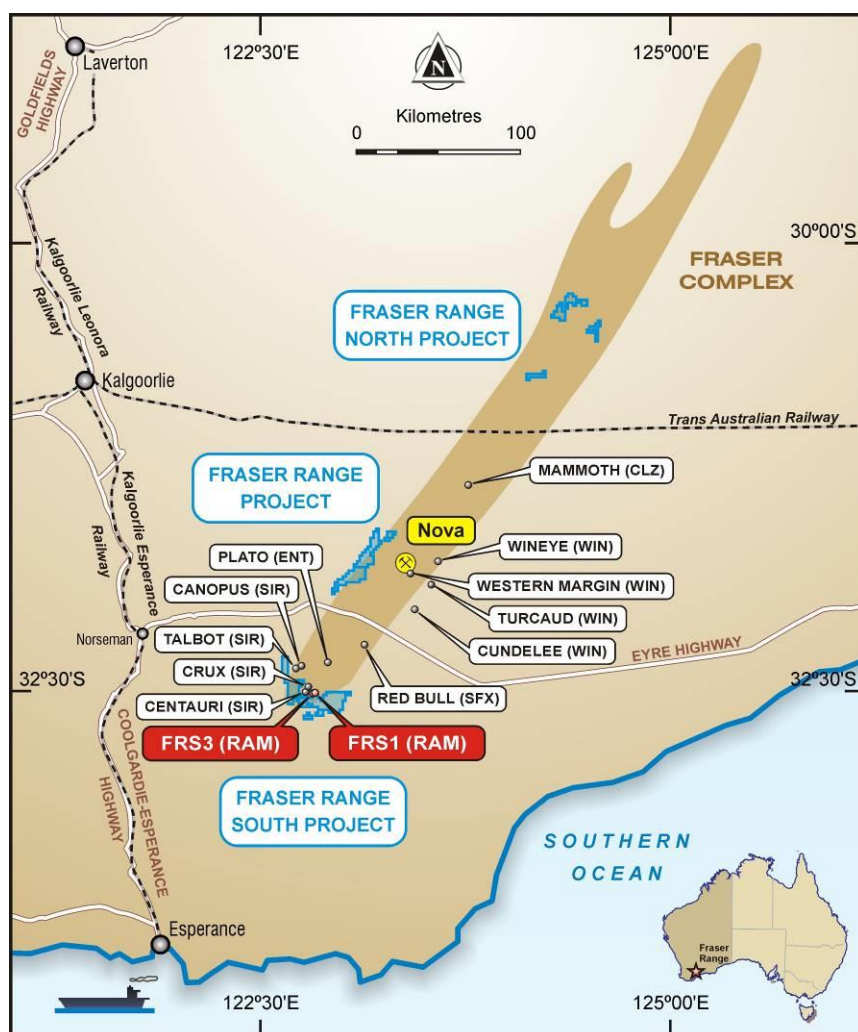 122º30'E
125º00'E
Laverton
GOLDFIELDS
HIGHWAY
N
Kilometres
0
100
30º00'S
FRASER
COMPLEX
Kalgoorlie Leonora
Railway
FRASER RANGE
NORTH PROJECT
Kalgoorlie
Trans Australian Railway
FRASER RANGE
PROJECT
MAMMOTH (CLZ)
Kalgoorlie Esperance
Railway
Nova
PLATO (ENT)
WINEYE (WIN)
CANOPUS (SIR)
WESTERN MARGIN (WIN)
TURCAUD (WIN)
Norseman
TALBOT (SIR)
CUNDELEE (WIN)
EYRE HIGHWAY
CRUX (SIR)
32º30'S
32º30'S
RED BULL (SFX)
CENTAURI (SIR)
FRS3 (RAM)
FRS1 (RAM)
COOLGARDIE-ESPERANCE
HIGHWAY
FRASER RANGE
SOUTH PROJECT
SOUTHERN
OCEAN
Esperance
Fraser
Range
122º30'E
125º00'E